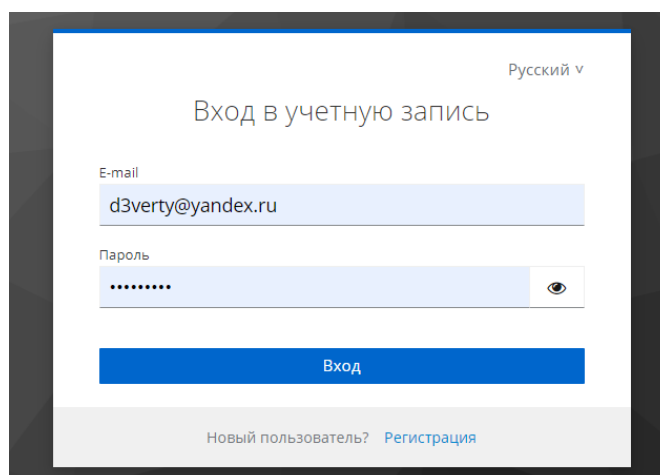 Русский ˅
Вход в учетную запись
E-mail
d3verty@yandex.ru
Пароль
•••••••••
Вход
Новый пользователь? Регистрация